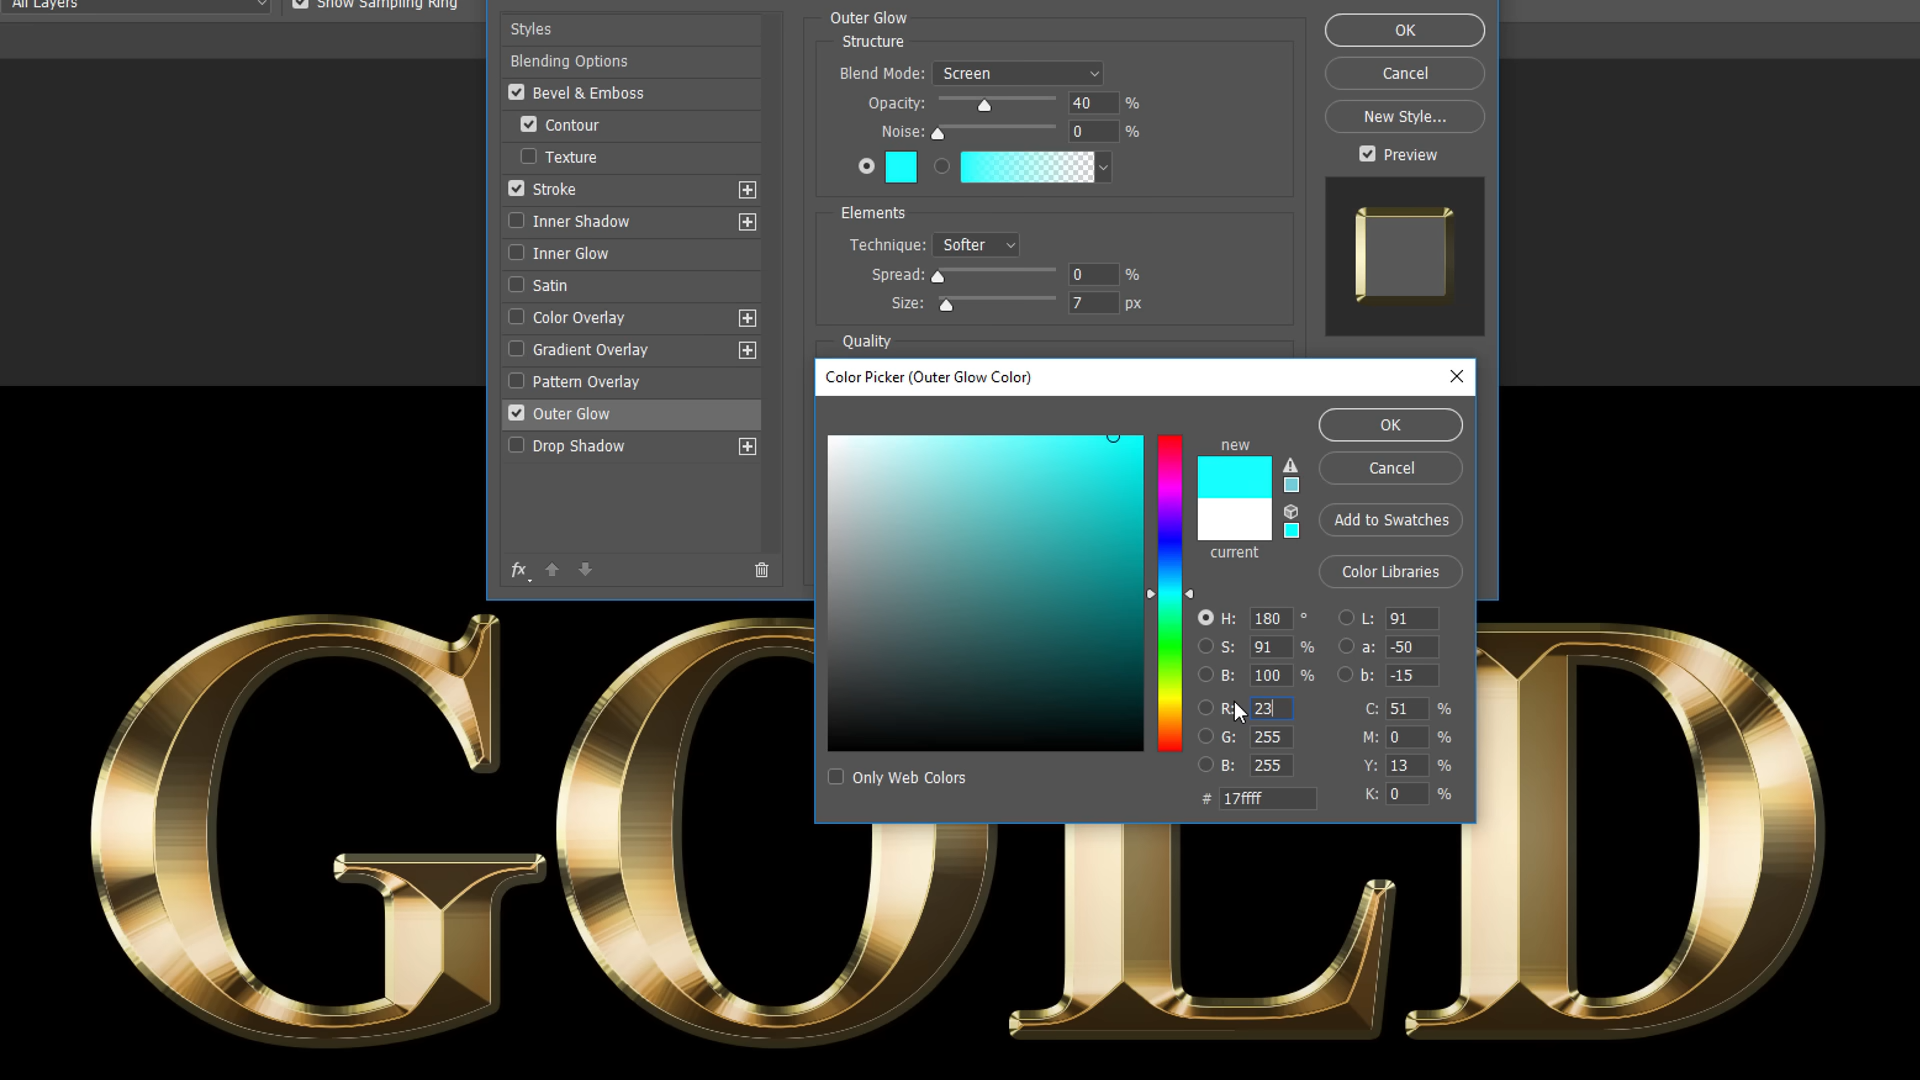 All Layers
Show Sampling Ring
Styles
Blending Options
Bevel & Emboss
Contour
Texture
Stroke
Inner Shadow
Inner Glow
Satin
Color Overlay
Gradient Overlay
Pattern Overlay
Outer Glow
Drop Shadow
fx
Outer Glow
Structure
Blend Mode: Screen
Opacity: 40 %
Noise: 0 %
Elements
Technique: Softer
Spread: 0 %
Size: 7 px
Quality
OK
Cancel
New Style...
Preview
Color Picker (Outer Glow Color)
new
current
OK
Cancel
Add to Swatches
Color Libraries
H: 180 °
S: 91 %
B: 100 %
R: 23
G: 255
B: 255
# 17ffff
L: 91
a: -50
b: -15
C: 51 %
M: 0 %
Y: 13 %
K: 0 %
Only Web Colors
GOLD